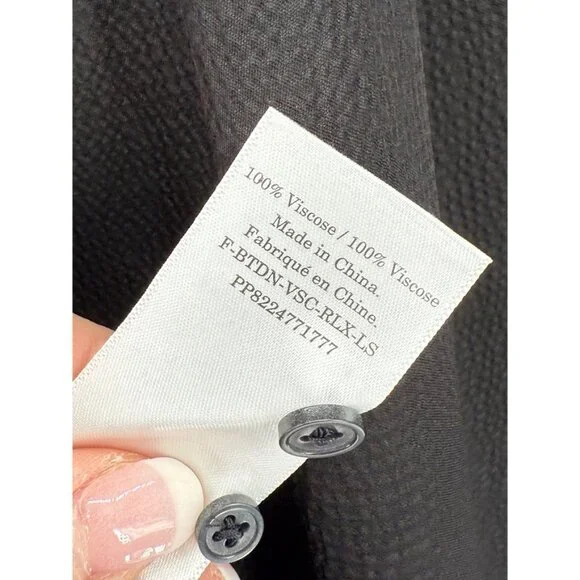 100% Viscose / 100% Viscose
Made in China.
Fabriqué en Chine.
F-BTDN-VSC-RLX-LS
PP8224771777